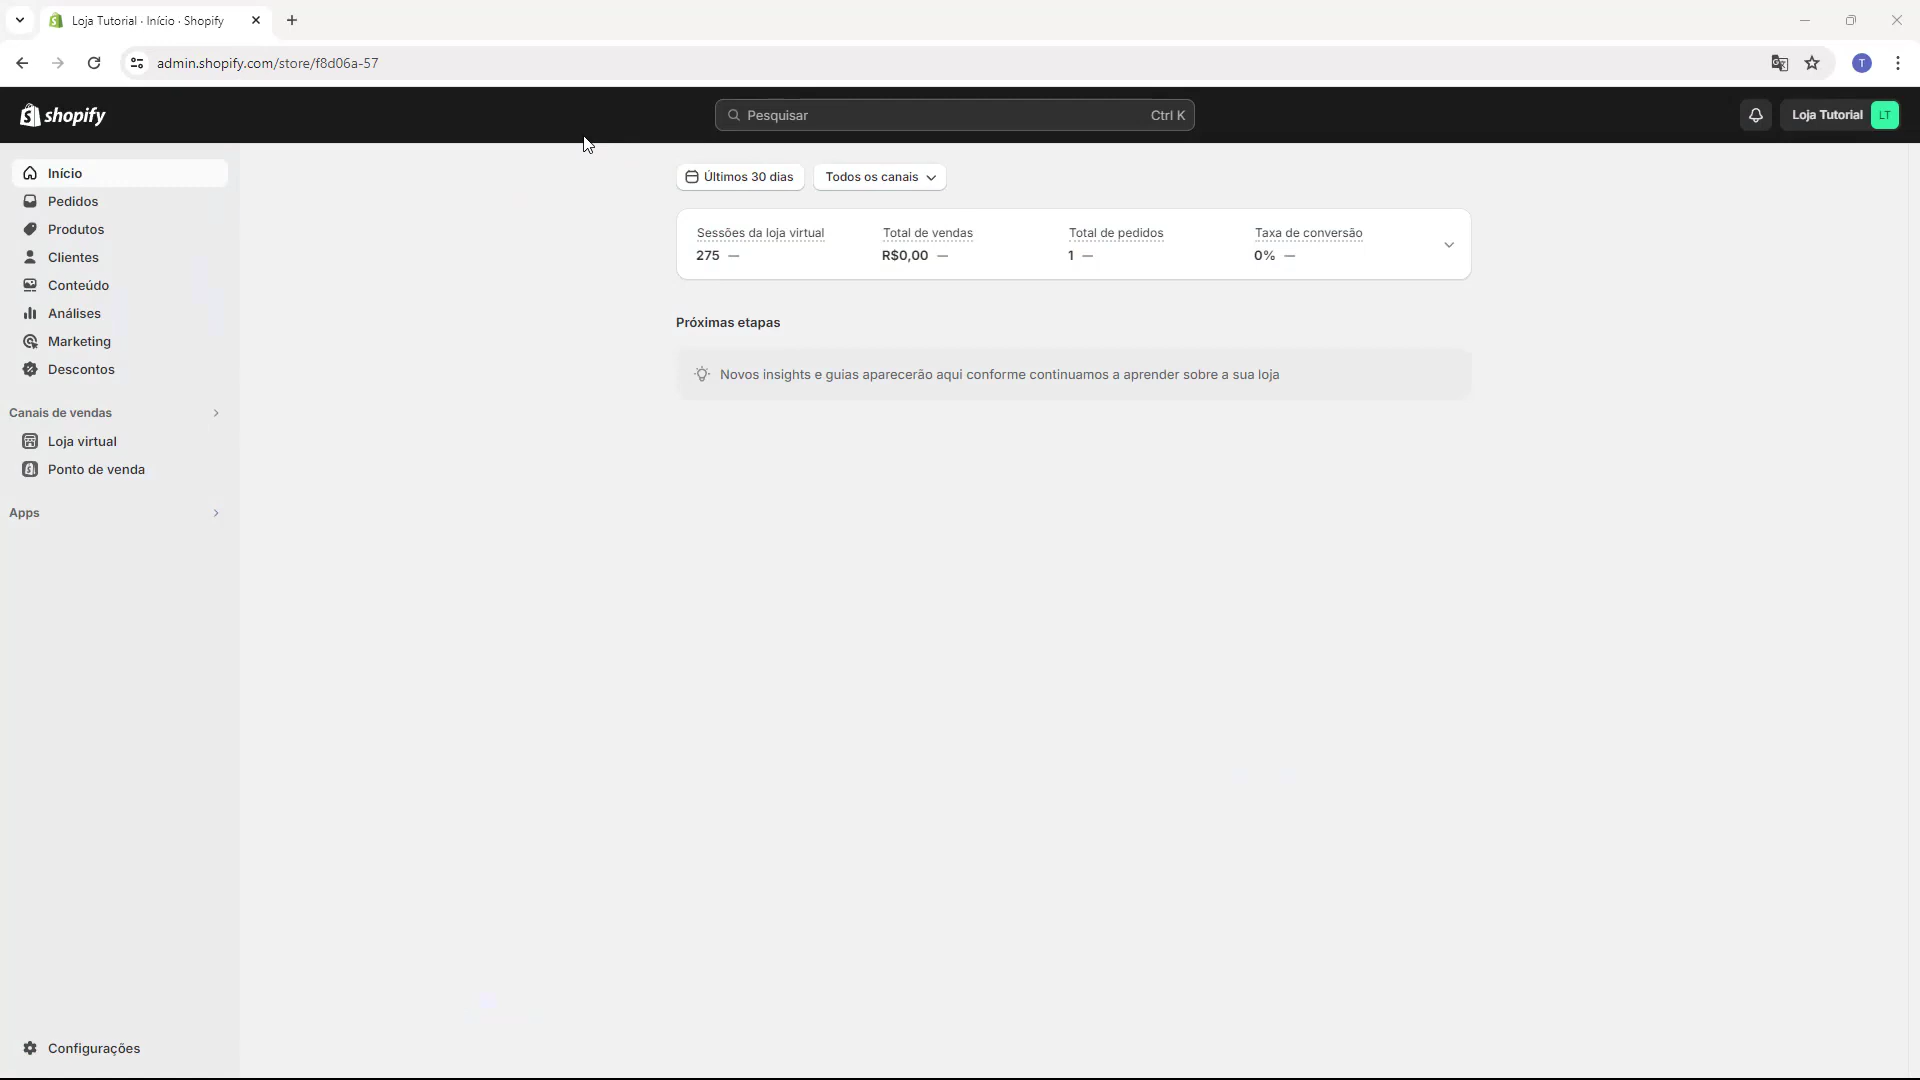 Loja Tutorial · Início · Shopify
admin.shopify.com/store/f8d06a-57
T
shopify
Pesquisar
Ctrl K
Loja Tutorial
LT
Início
Pedidos
Produtos
Clientes
Conteúdo
Análises
Marketing
Descontos
Canais de vendas
Loja virtual
Ponto de venda
Apps
Configurações
Últimos 30 dias
Todos os canais
Sessões da loja virtual
275 —
Total de vendas
R$0,00 —
Total de pedidos
1 —
Taxa de conversão
0% —
Próximas etapas
Novos insights e guias aparecerão aqui conforme continuamos a aprender sobre a sua loja